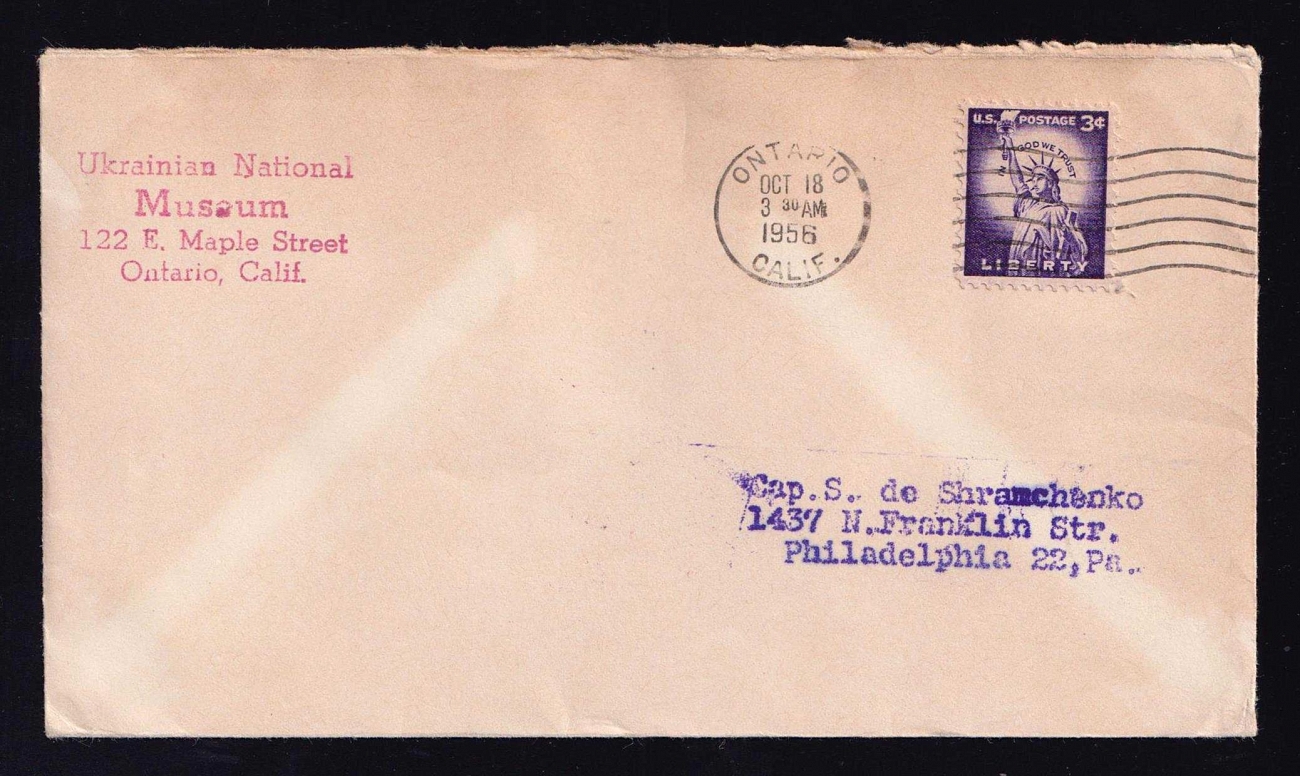 Ukrainian National
Museum
122 E. Maple Street
Ontario, Calif.
ONTARIO
OCT 18
3 30 AM
1956
CALIF.
U.S. POSTAGE 3¢
IN GOD WE TRUST
LIBERTY
Cap.S. de Shramchenko
1437 N.Franklin Str.
Philadelphia 22,Pa.